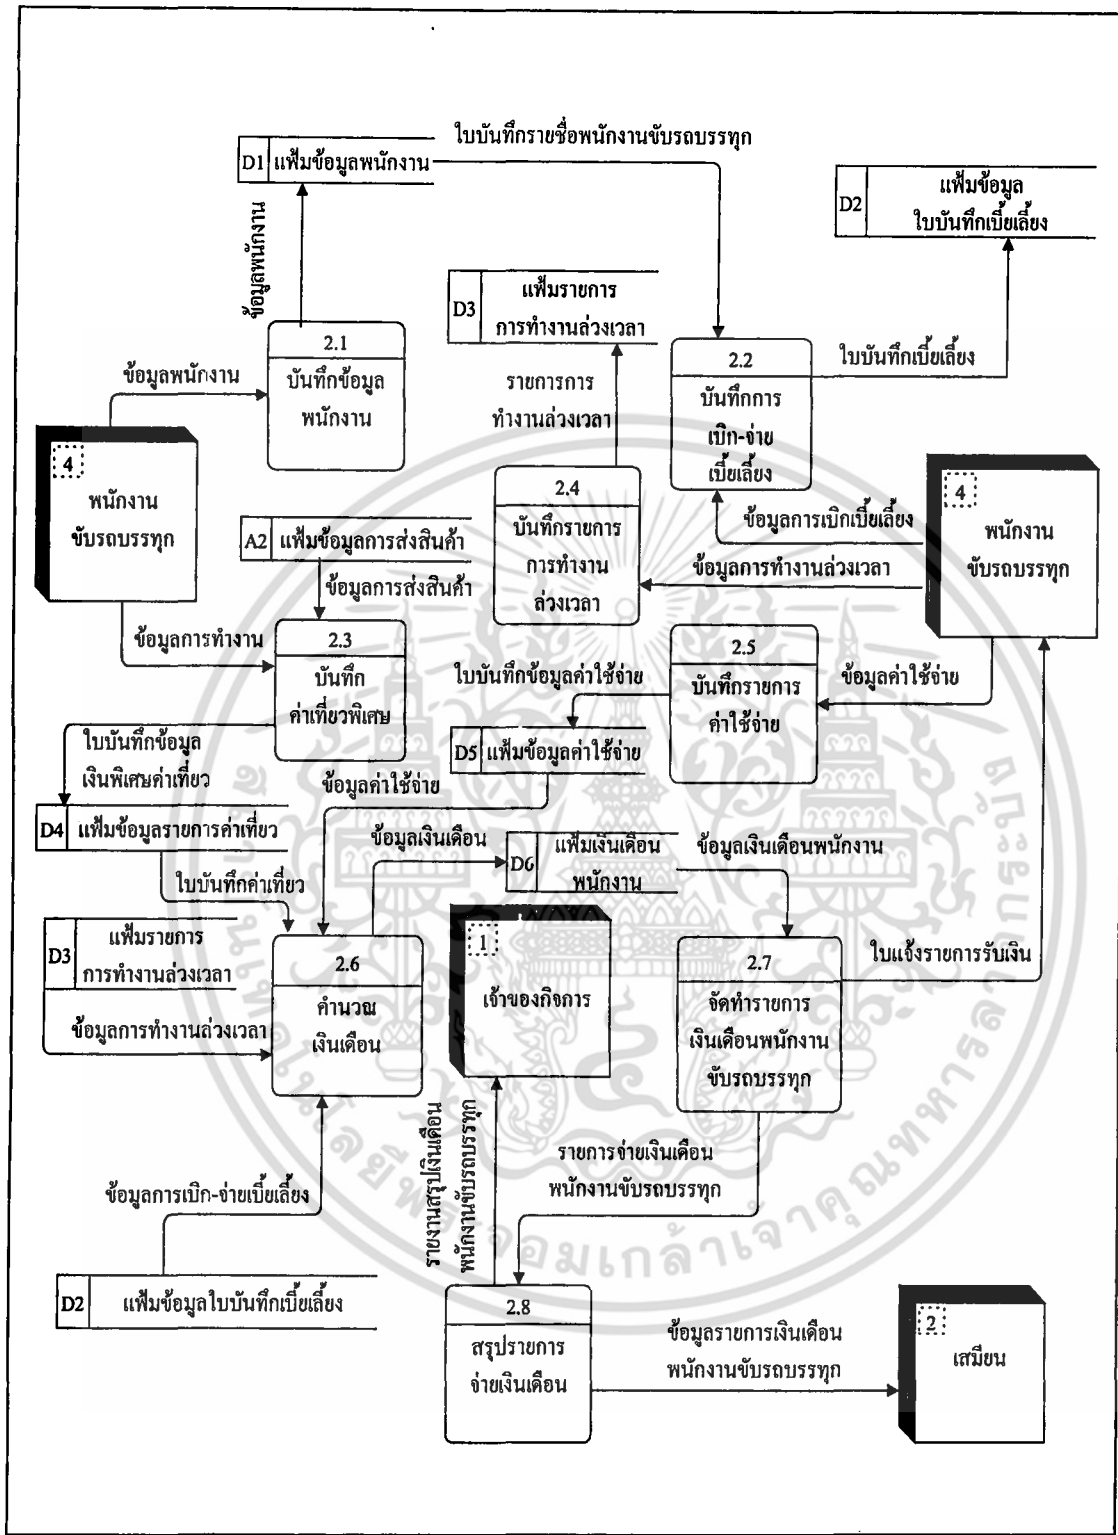 ใบบันทึกรายชื่อพนักงานขับรถบรรทุก
D1 แฟ้มข้อมูลพนักงาน
D2
แฟ้มข้อมูล
ใบบันทึกเบี้ยเลี้ยง
ข้อมูลพนักงาน
D3
แฟ้มรายการ
การทำงานล่วงเวลา
2.1
บันทึกข้อมูล
พนักงาน
ข้อมูลพนักงาน
2.2
บันทึกการ
เบิก-จ่าย
เบี้ยเลี้ยง
ใบบันทึกเบี้ยเลี้ยง
รายการการ
ทำงานล่วงเวลา
4
พนักงาน
ขับรถบรรทุก
2.4
บันทึกรายการ
การทำงาน
ล่วงเวลา
4
พนักงาน
ขับรถบรรทุก
ข้อมูลการเบิกเบี้ยเลี้ยง
ข้อมูลการทำงานล่วงเวลา
A2 แฟ้มข้อมูลการส่งสินค้า
ข้อมูลการส่งสินค้า
ข้อมูลการทำงาน
2.3
บันทึก
ค่าเที่ยวพิเศษ
2.5
บันทึกรายการ
ค่าใช้จ่าย
ข้อมูลค่าใช้จ่าย
ใบบันทึกข้อมูลค่าใช้จ่าย
D5 แฟ้มข้อมูลค่าใช้จ่าย
ใบบันทึกข้อมูล
เงินพิเศษค่าเที่ยว
ข้อมูลค่าใช้จ่าย
D4 แฟ้มข้อมูลรายการค่าเที่ยว
ข้อมูลเงินเดือน
D6
แฟ้มเงินเดือน
พนักงาน
ข้อมูลเงินเดือนพนักงาน
ใบบันทึกค่าเที่ยว
D3
แฟ้มรายการ
การทำงานล่วงเวลา
ข้อมูลการทำงานล่วงเวลา
2.6
คำนวณ
เงินเดือน
1
เจ้าของกิจการ
2.7
จัดทำรายการ
เงินเดือนพนักงาน
ขับรถบรรทุก
ใบแจ้งรายการรับเงิน
รายงานสรุปเงินเดือน
พนักงานขับรถบรรทุก
รายการจ่ายเงินเดือน
พนักงานขับรถบรรทุก
ข้อมูลการเบิก-จ่ายเบี้ยเลี้ยง
D2 แฟ้มข้อมูลใบบันทึกเบี้ยเลี้ยง
2.8
สรุปรายการ
จ่ายเงินเดือน
ข้อมูลรายการเงินเดือน
พนักงานขับรถบรรทุก
2
เสมียน
สถาบันเทคโนโลยีพระจอมเกล้าเจ้าคุณทหารลาดกระบัง